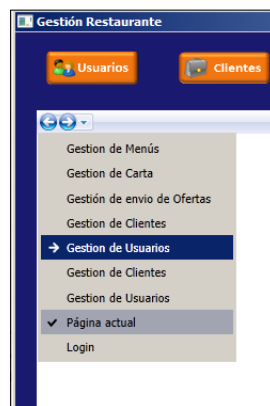 Gestión Restaurante
Usuarios
Clientes
Gestion de Menús
Gestion de Carta
Gestión de envio de Ofertas
Gestion de Clientes
Gestion de Usuarios
Gestion de Clientes
Gestion de Usuarios
Página actual
Login